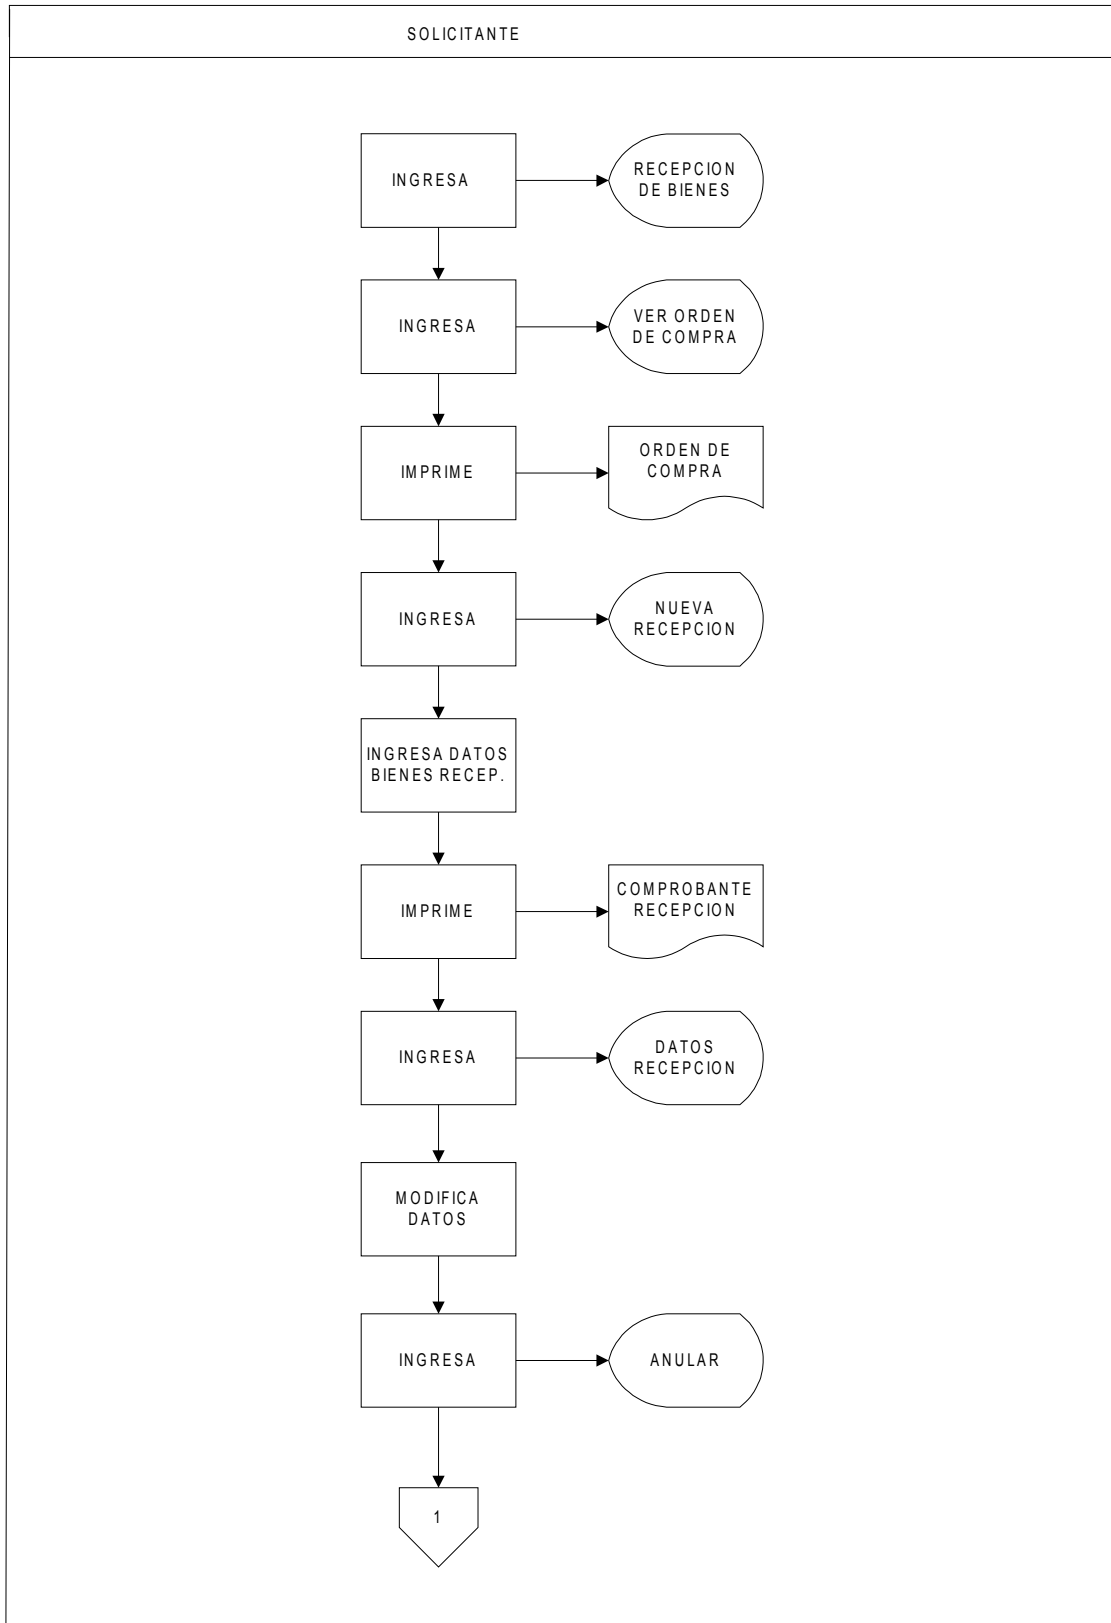 SOLICITANTE
INGRESA
RECEPCION
DE BIENES
INGRESA
VER ORDEN
DE COMPRA
IMPRIME
ORDEN DE
COMPRA
INGRESA
NUEVA
RECEPCION
INGRESA DATOS
BIENES RECEP.
IMPRIME
COMPROBANTE
RECEPCION
INGRESA
DATOS
RECEPCION
MODIFICA
DATOS
INGRESA
ANULAR
1